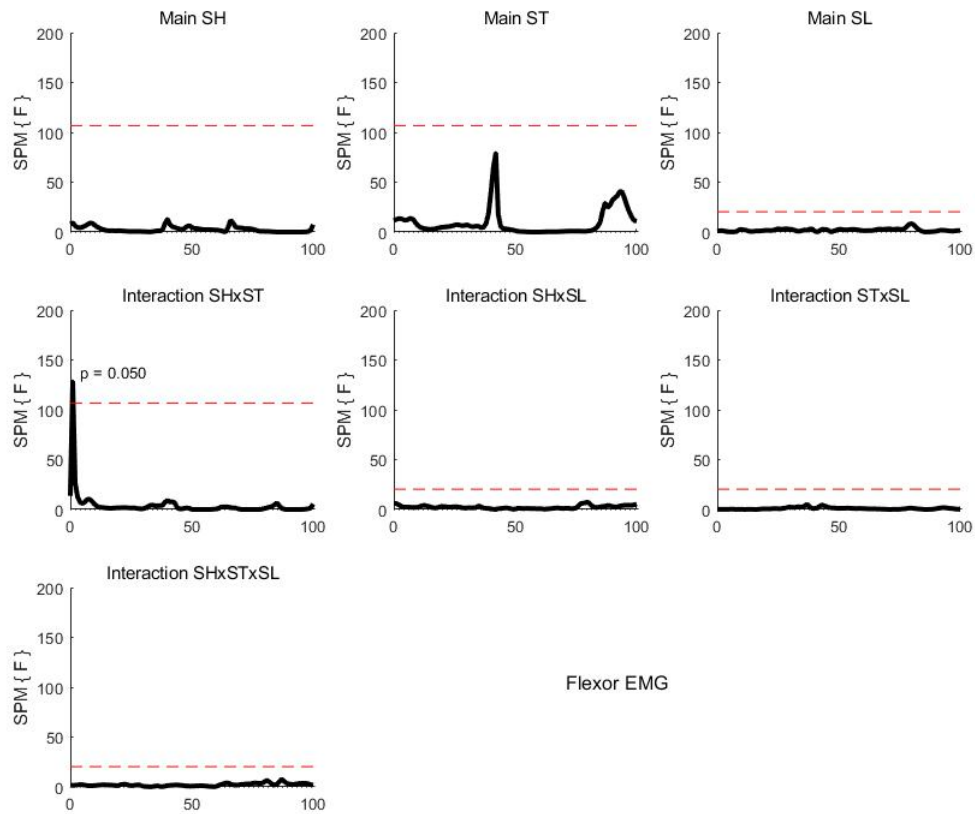 Main SH
200
150
100
50
0
SPM { F }
0 50 100
Main ST
200
150
100
50
0
SPM { F }
0 50 100
Main SL
200
150
100
50
0
SPM { F }
0 50 100
Interaction SHxST
200
150
100
50
0
SPM { F }
p = 0.050
0 50 100
Interaction SHxSL
200
150
100
50
0
SPM { F }
0 50 100
Interaction STxSL
200
150
100
50
0
SPM { F }
0 50 100
Interaction SHxSTxSL
200
150
100
50
0
SPM { F }
0 50 100
Flexor EMG